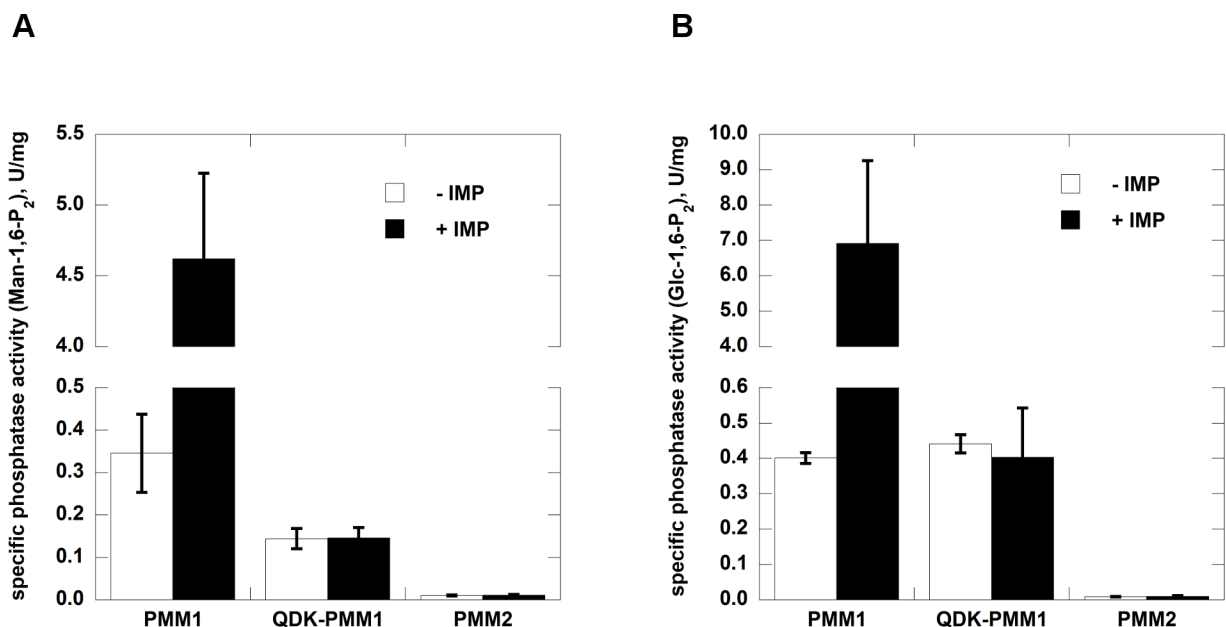 A
specific phosphatase activity (Man-1,6-P2), U/mg
5.5
5.0
4.5
4.0
0.5
0.4
0.3
0.2
0.1
0.0
- IMP
+ IMP
PMM1 QDK-PMM1 PMM2
B
specific phosphatase activity (Glc-1,6-P2), U/mg
10.0
9.0
8.0
7.0
6.0
5.0
4.0
0.6
0.5
0.4
0.3
0.2
0.1
0.0
- IMP
+ IMP
PMM1 QDK-PMM1 PMM2